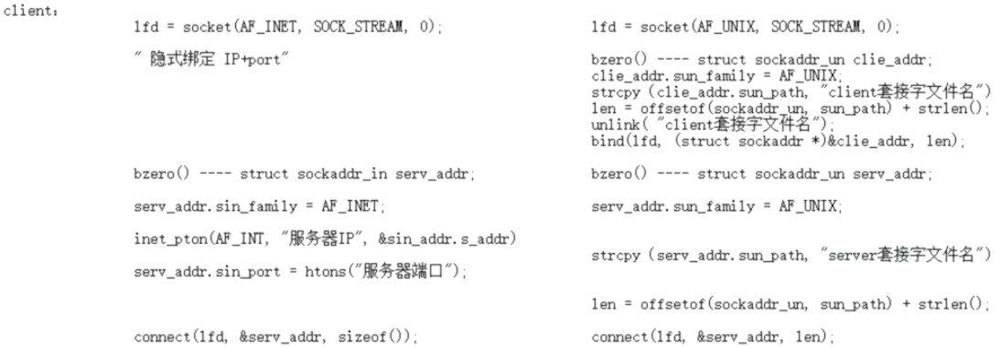 client:
lfd = socket(AF_INET, SOCK_STREAM, 0);
lfd = socket(AF_UNIX, SOCK_STREAM, 0);
" 隐式绑定 IP+port"
bzero() ---- struct sockaddr_un clie_addr;
clie_addr.sun_family = AF_UNIX;
strcpy (clie_addr.sun_path, "client套接字文件名")
len = offsetof(sockaddr_un, sun_path) + strlen();
unlink( "client套接字文件名");
bind(lfd, (struct sockaddr *)&clie_addr, len);
bzero() ---- struct sockaddr_in serv_addr;
bzero() ---- struct sockaddr_un serv_addr;
serv_addr.sin_family = AF_INET;
serv_addr.sun_family = AF_UNIX;
inet_pton(AF_INT, "服务器IP", &sin_addr.s_addr)
strcpy (serv_addr.sun_path, "server套接字文件名")
serv_addr.sin_port = htons("服务器端口");
len = offsetof(sockaddr_un, sun_path) + strlen();
connect(lfd, &serv_addr, sizeof());
connect(lfd, &serv_addr, len);